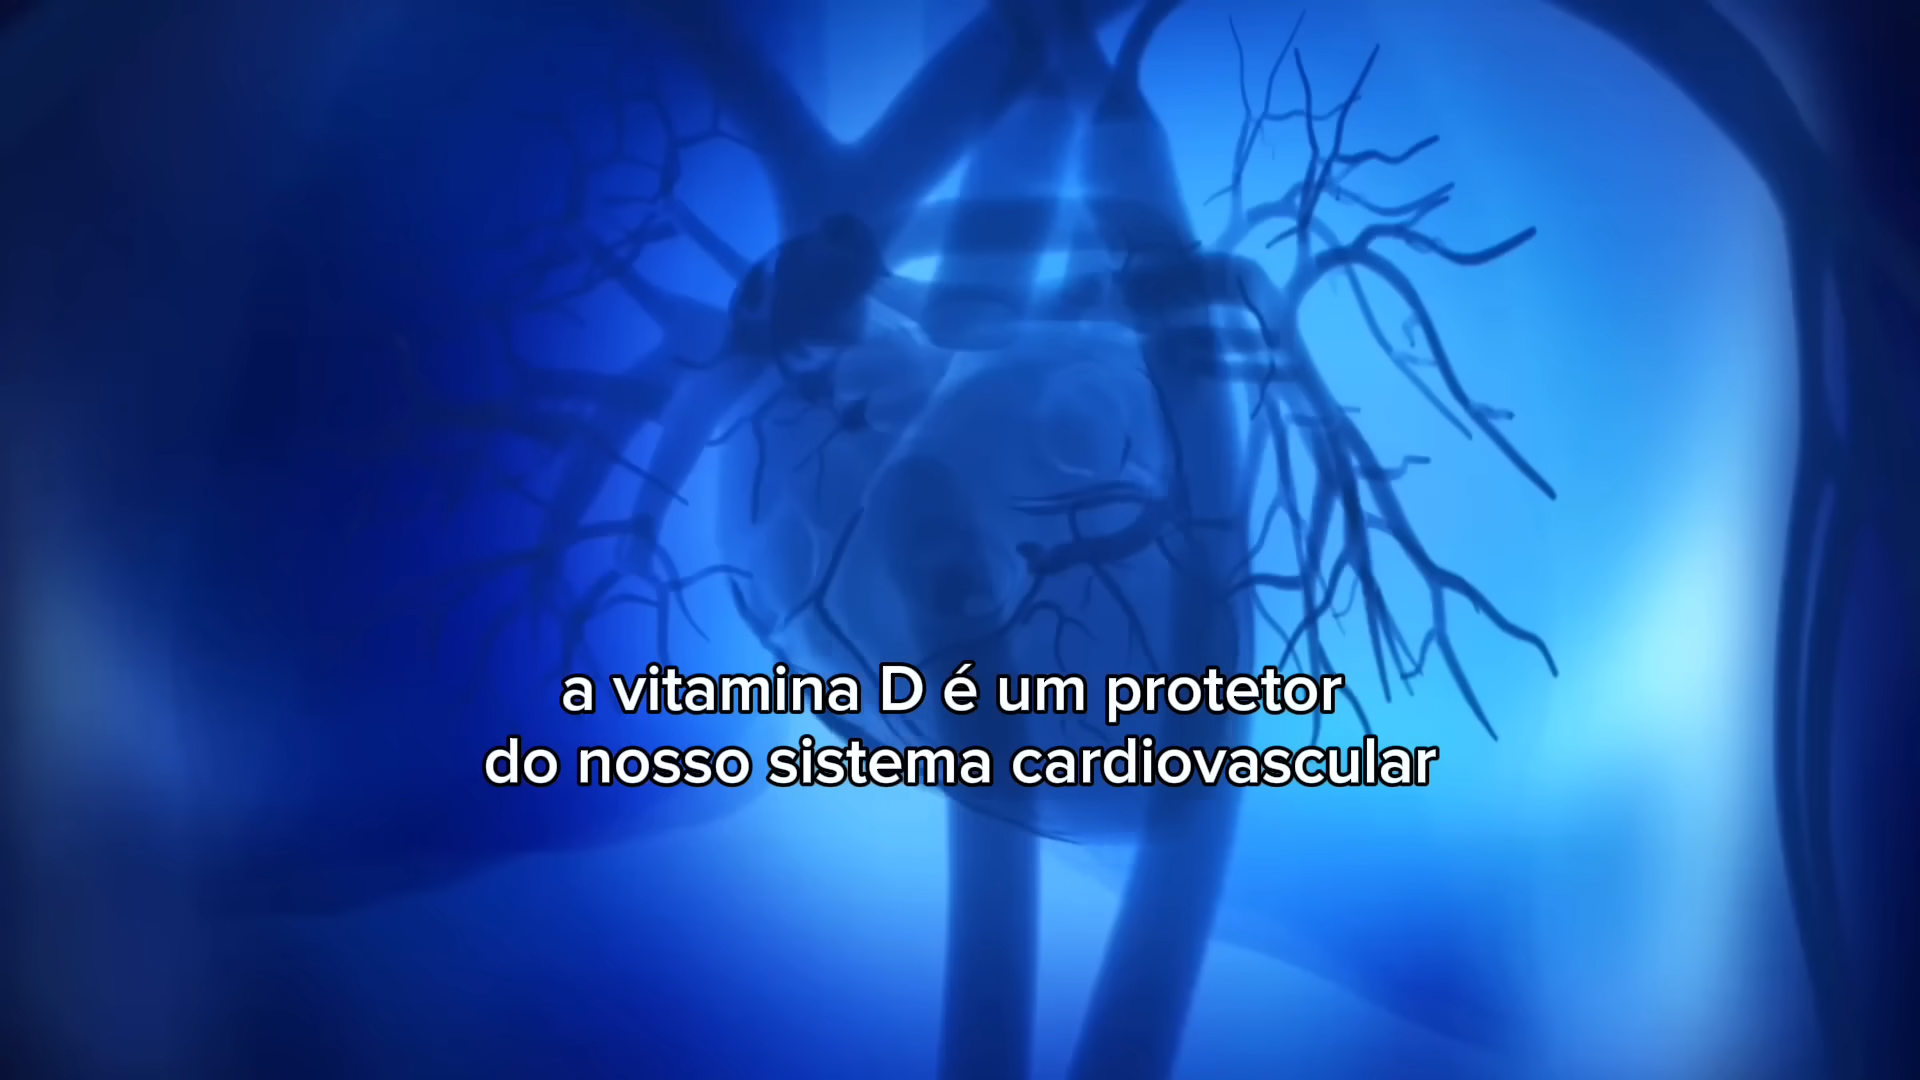 a vitamina D é um protetor
do nosso sistema cardiovascular